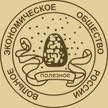 ВОЛЬНОЕ ЭКОНОМИЧЕСКОЕ ОБЩЕСТВО РОССИИ
ПОЛЕЗНОЕ